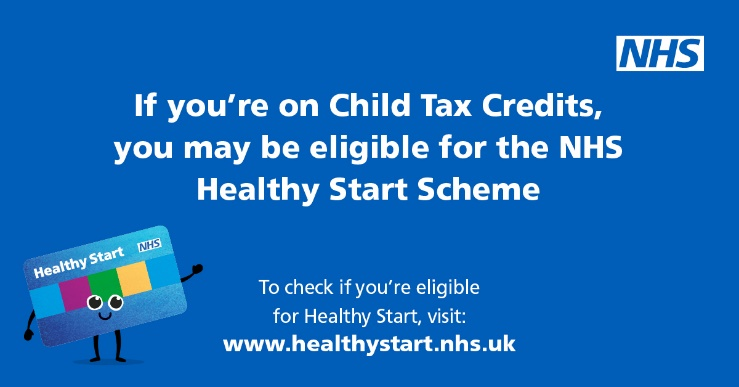 NHS
If you’re on Child Tax Credits,
you may be eligible for the NHS
Healthy Start Scheme
Healthy Start NHS
To check if you’re eligible
for Healthy Start, visit:
www.healthystart.nhs.uk